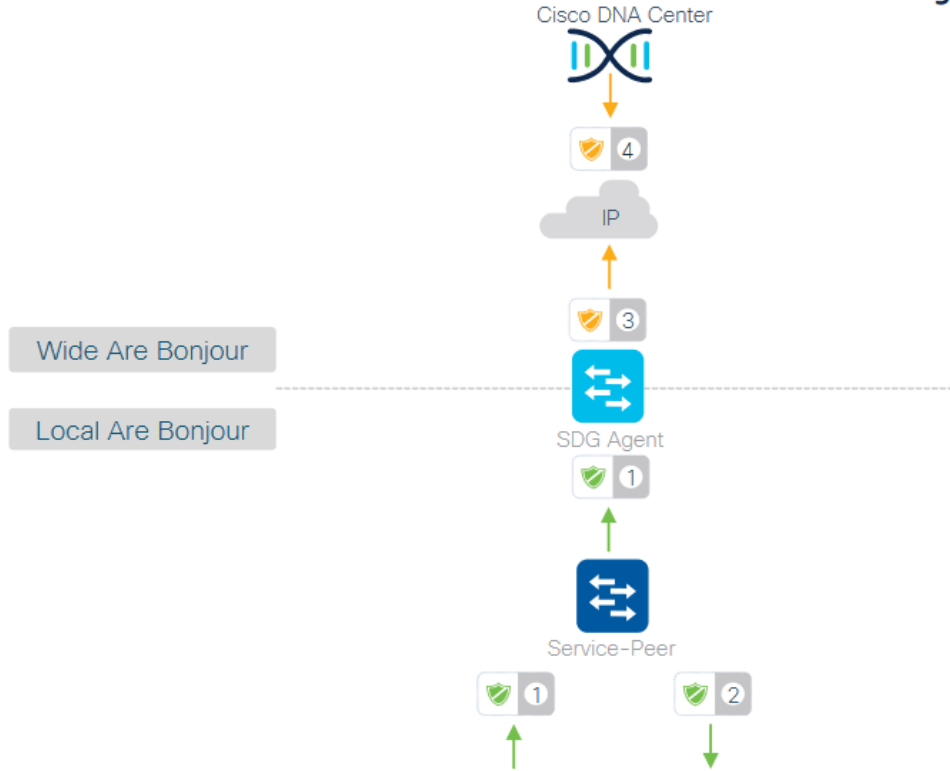 Cisco DNA Center
4
IP
3
Wide Are Bonjour
Local Are Bonjour
SDG Agent
1
Service-Peer
1
2